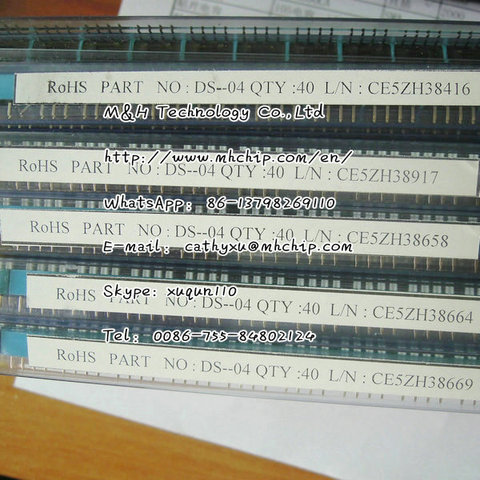 RoHS PART NO : DS--04 QTY :40 L/N : CE5ZH38416
M&H Technology Co.,Ltd
http://www.mhchip.com/en/
RoHS PART NO : DS--04 QTY :40 L/N : CE5ZH38917
WhatsApp: 86-13798269110
RoHS PART NO : DS--04 QTY :40 L/N : CE5ZH38658
E-mail: cathyxu@mhchip.com
Skype: xuqun110
RoHS PART NO : DS--04 QTY :40 L/N : CE5ZH38664
Tel: 0086-755-84802124
RoHS PART NO : DS--04 QTY :40 L/N : CE5ZH38669